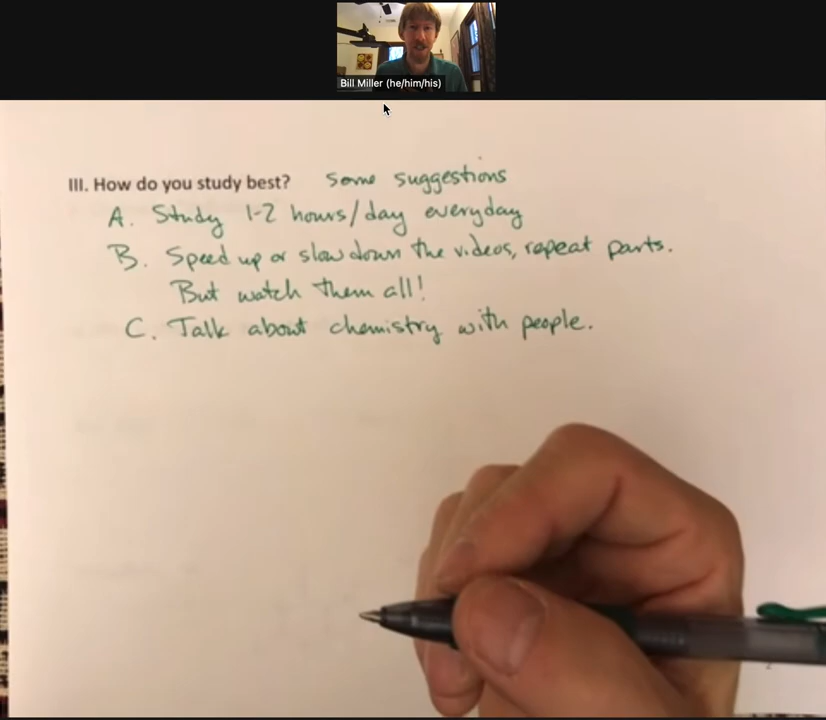 Bill Miller (he/him/his)
III. How do you study best? Some suggestions
A. Study 1-2 hours/day everyday
B. Speed up or slow down the videos, repeat parts.
But watch them all!
C. Talk about chemistry with people.
2